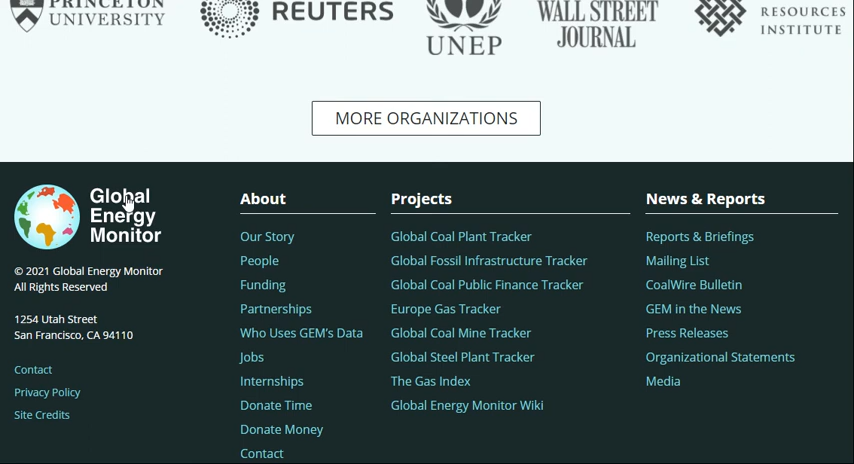 PRINCETON
UNIVERSITY
REUTERS
UNEP
WALL STREET
JOURNAL
RESOURCES
INSTITUTE
MORE ORGANIZATIONS
Global
Energy
Monitor
© 2021 Global Energy Monitor
All Rights Reserved
1254 Utah Street
San Francisco, CA 94110
Contact
Privacy Policy
Site Credits
About
Our Story
People
Funding
Partnerships
Who Uses GEM's Data
Jobs
Internships
Donate Time
Donate Money
Contact
Projects
Global Coal Plant Tracker
Global Fossil Infrastructure Tracker
Global Coal Public Finance Tracker
Europe Gas Tracker
Global Coal Mine Tracker
Global Steel Plant Tracker
The Gas Index
Global Energy Monitor Wiki
News & Reports
Reports & Briefings
Mailing List
CoalWire Bulletin
GEM in the News
Press Releases
Organizational Statements
Media